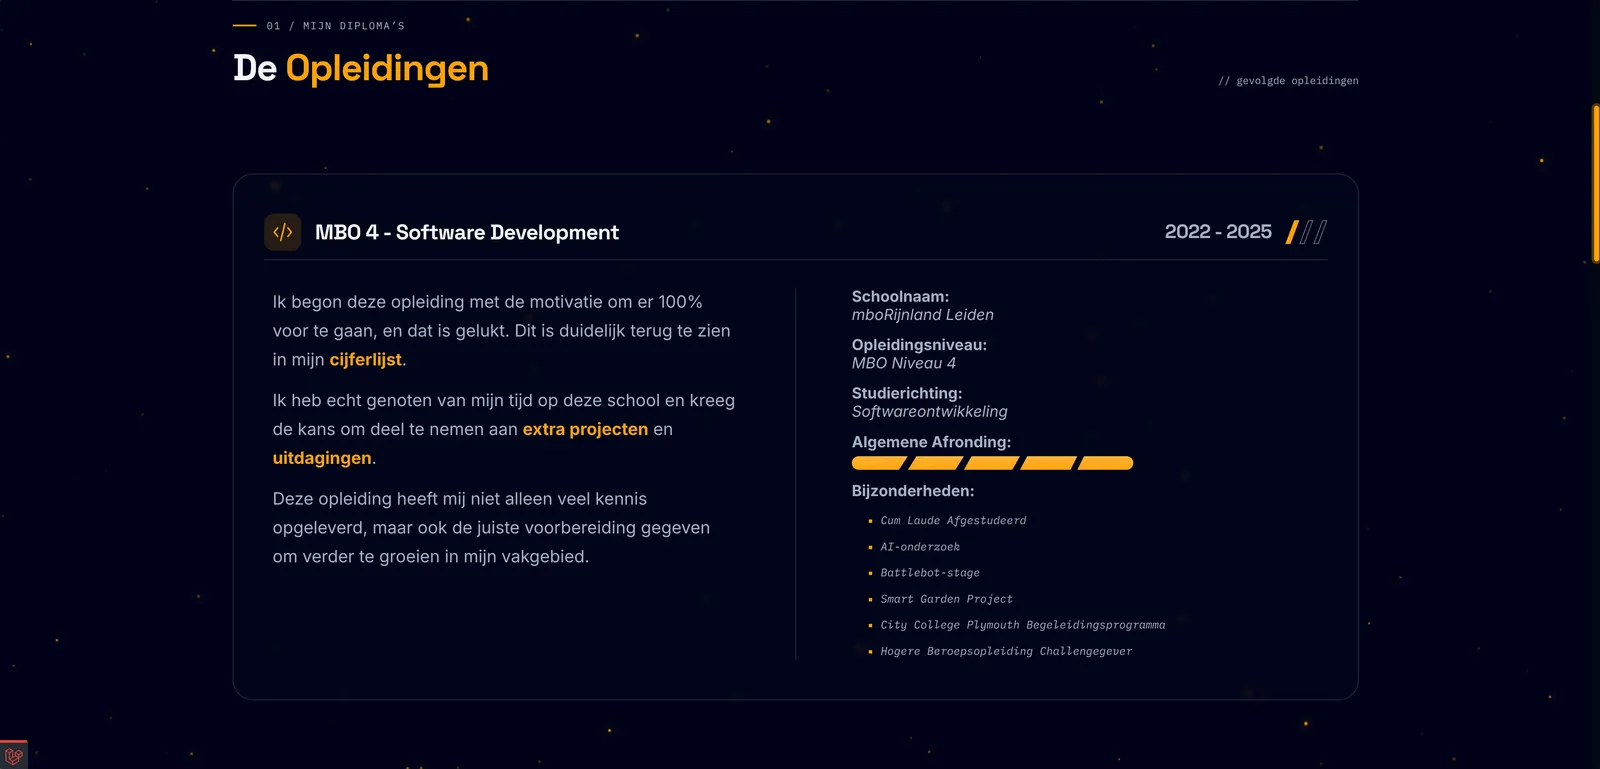 01 / MIJN DIPLOMA'S
De Opleidingen
// gevolgde opleidingen
MBO 4 - Software Development
2022 - 2025
Ik begon deze opleiding met de motivatie om er 100%
voor te gaan, en dat is gelukt. Dit is duidelijk terug te zien
in mijn cijferlijst.
Ik heb echt genoten van mijn tijd op deze school en kreeg
de kans om deel te nemen aan extra projecten en
uitdagingen.
Deze opleiding heeft mij niet alleen veel kennis
opgeleverd, maar ook de juiste voorbereiding gegeven
om verder te groeien in mijn vakgebied.
Schoolnaam:
mboRijnland Leiden
Opleidingsniveau:
MBO Niveau 4
Studierichting:
Softwareontwikkeling
Algemene Afronding:
Bijzonderheden:
Cum Laude Afgestudeerd
AI-onderzoek
Battlebot-stage
Smart Garden Project
City College Plymouth Begeleidingsprogramma
Hogere Beroepsopleiding Challengegever